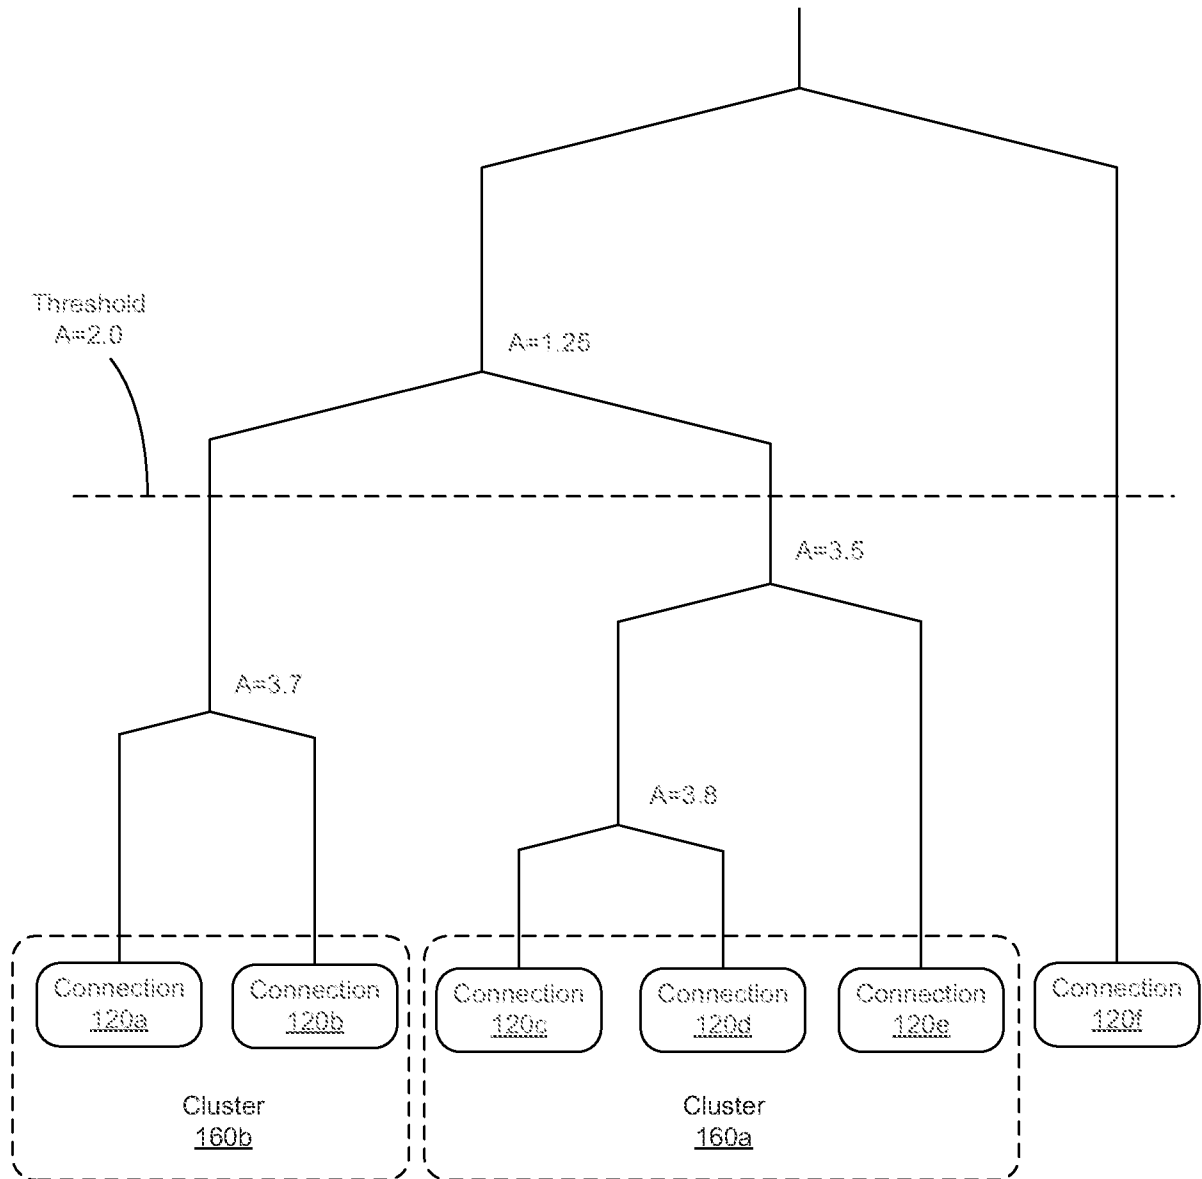 Threshold
A=2.0
A=1.25
A=3.5
A=3.7
A=3.8
Connection
120a
Connection
120b
Connection
120c
Connection
120d
Connection
120e
Connection
120f
Cluster
160b
Cluster
160a